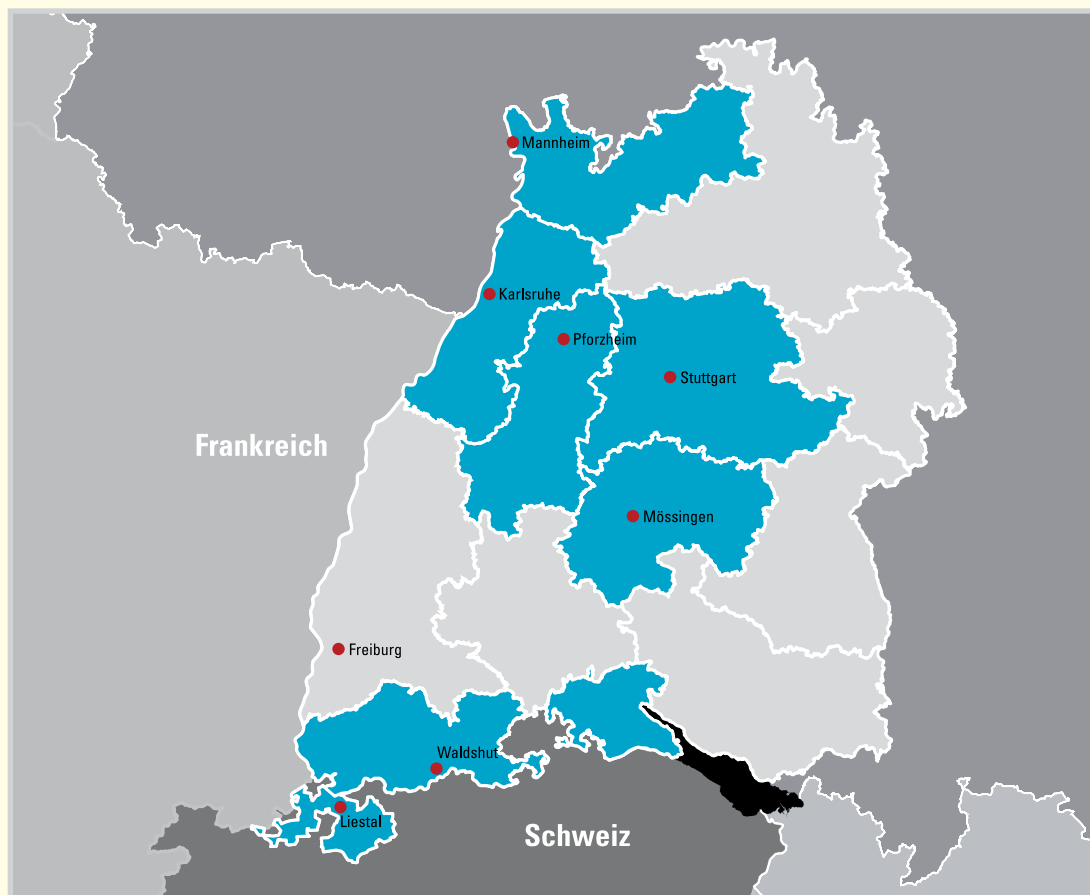 Mannheim
Karlsruhe
Pforzheim
Stuttgart
Frankreich
Mössingen
Freiburg
Waldshut
Liestal
Schweiz